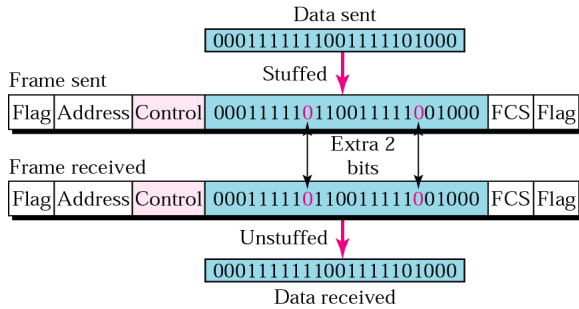 Data sent
0001111111001111101000
Stuffed
Frame sent
Flag Address Control 000111110110011111001000 FCS Flag
Extra 2
bits
Frame received
Flag Address Control 000111110110011111001000 FCS Flag
Unstuffed
0001111111001111101000
Data received